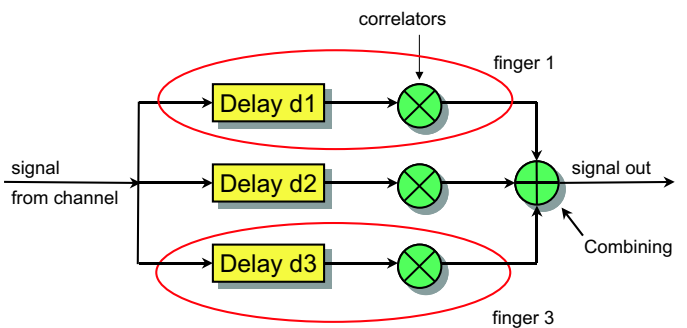 correlators
finger 1
Delay d1
signal
from channel
Delay d2
signal out
Combining
Delay d3
finger 3